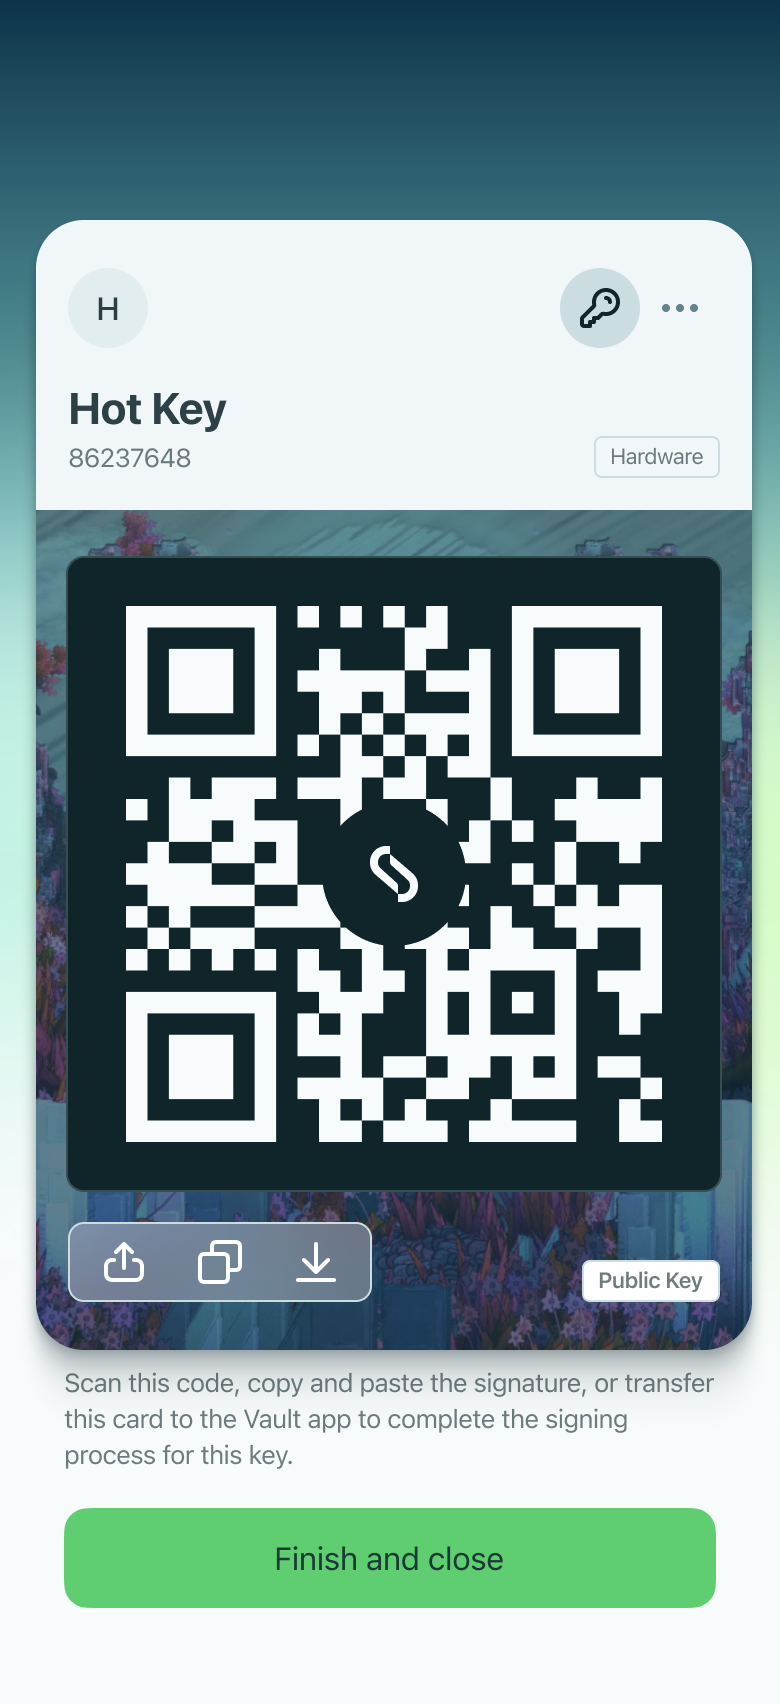 H
Hot Key
86237648
Hardware
Public Key
Scan this code, copy and paste the signature, or transfer
this card to the Vault app to complete the signing
process for this key.
Finish and close